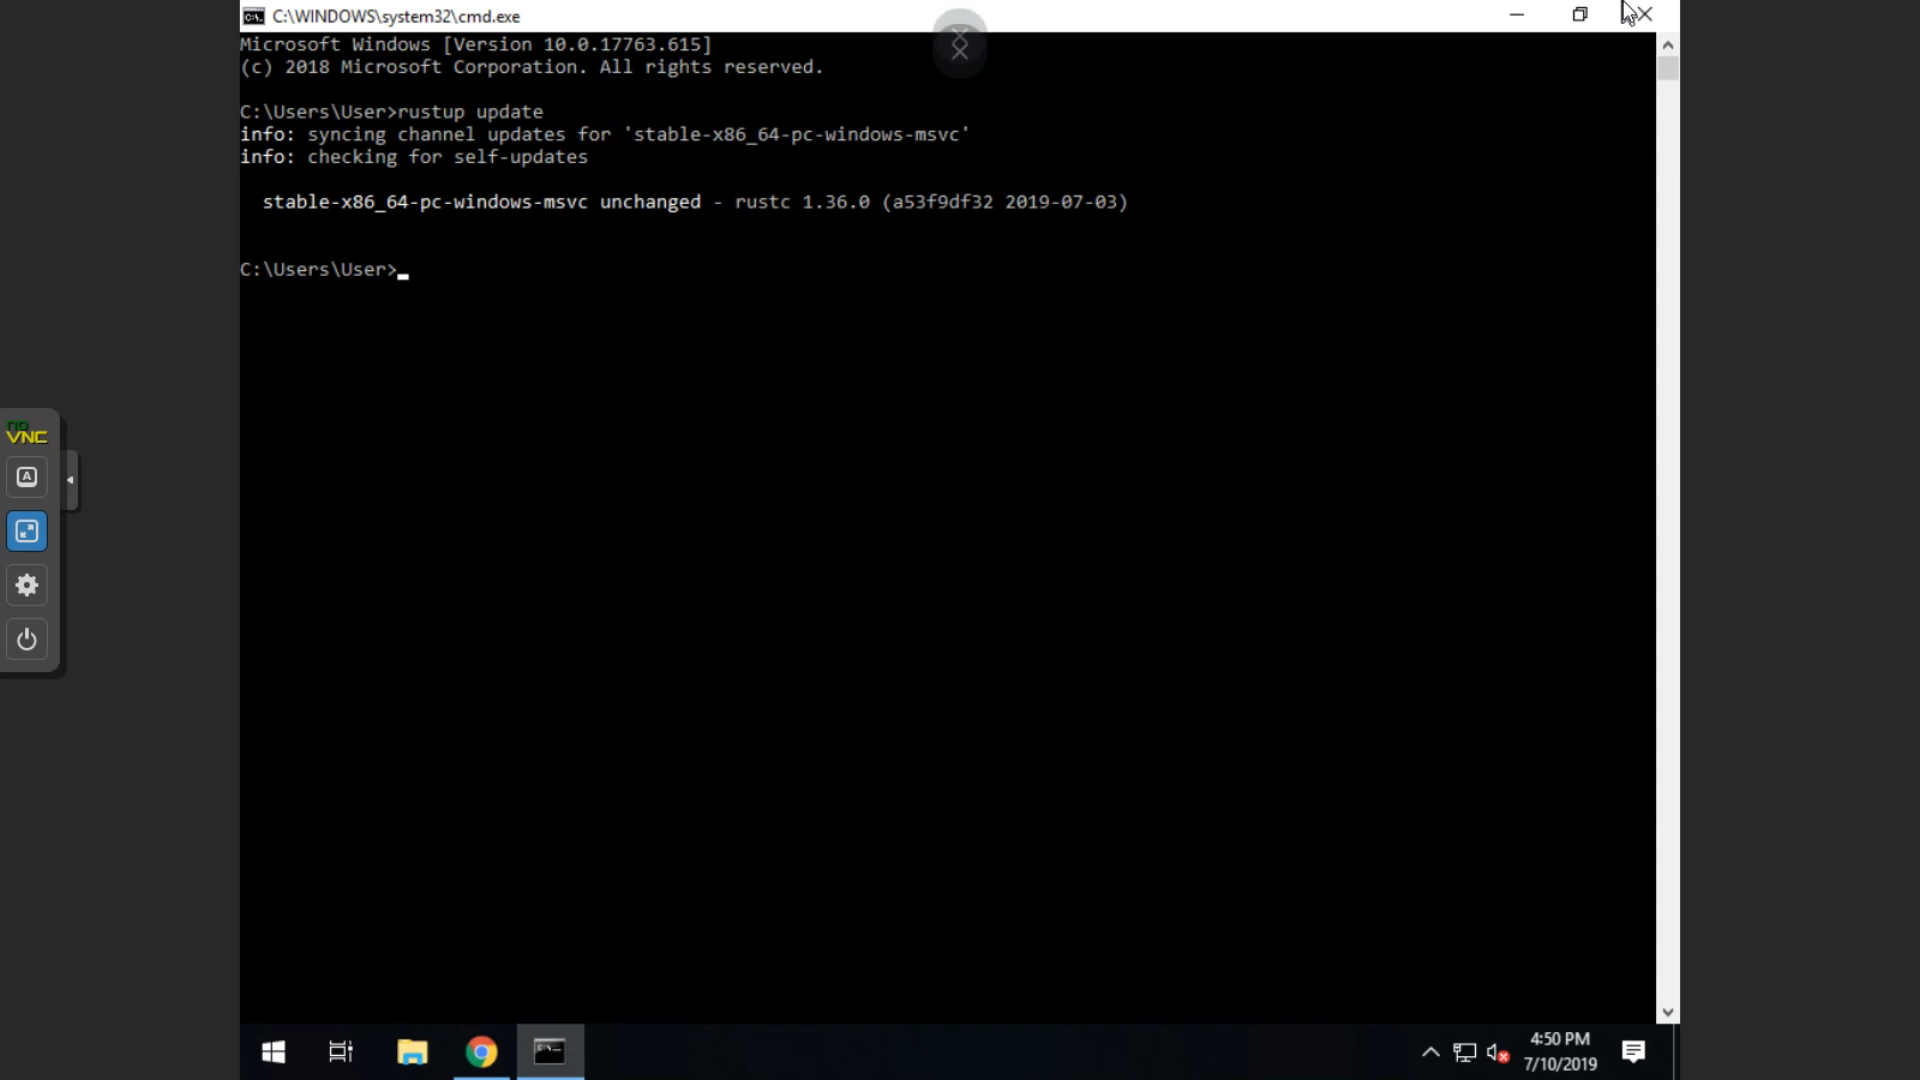 C:\WINDOWS\system32\cmd.exe
Microsoft Windows [Version 10.0.17763.615]
(c) 2018 Microsoft Corporation. All rights reserved.
C:\Users\User>rustup update
info: syncing channel updates for 'stable-x86_64-pc-windows-msvc'
info: checking for self-updates
stable-x86_64-pc-windows-msvc unchanged - rustc 1.36.0 (a53f9df32 2019-07-03)
C:\Users\User>
no
VNC
A
4:50 PM
7/10/2019